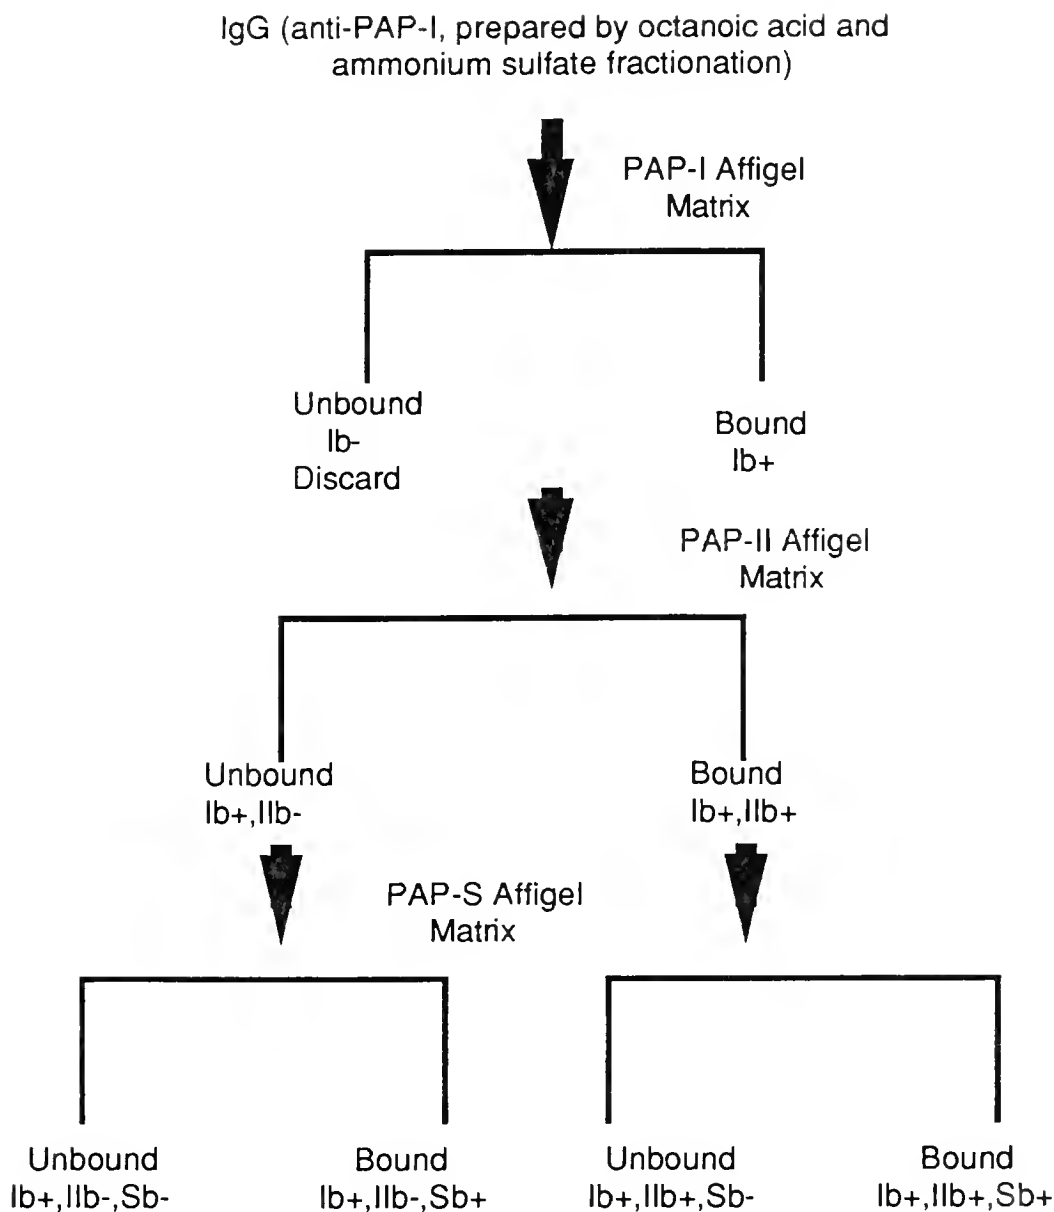 IgG (anti-PAP-I, prepared by octanoic acid and
ammonium sulfate fractionation)
PAP-I Affigel
Matrix
Unbound
Ib-
Discard
Bound
Ib+
PAP-II Affigel
Matrix
Unbound
Ib+,IIb-
Bound
Ib+,IIb+
PAP-S Affigel
Matrix
Unbound
Ib+,IIb-,Sb-
Bound
Ib+,IIb-,Sb+
Unbound
Ib+,IIb+,Sb-
Bound
Ib+,IIb+,Sb+